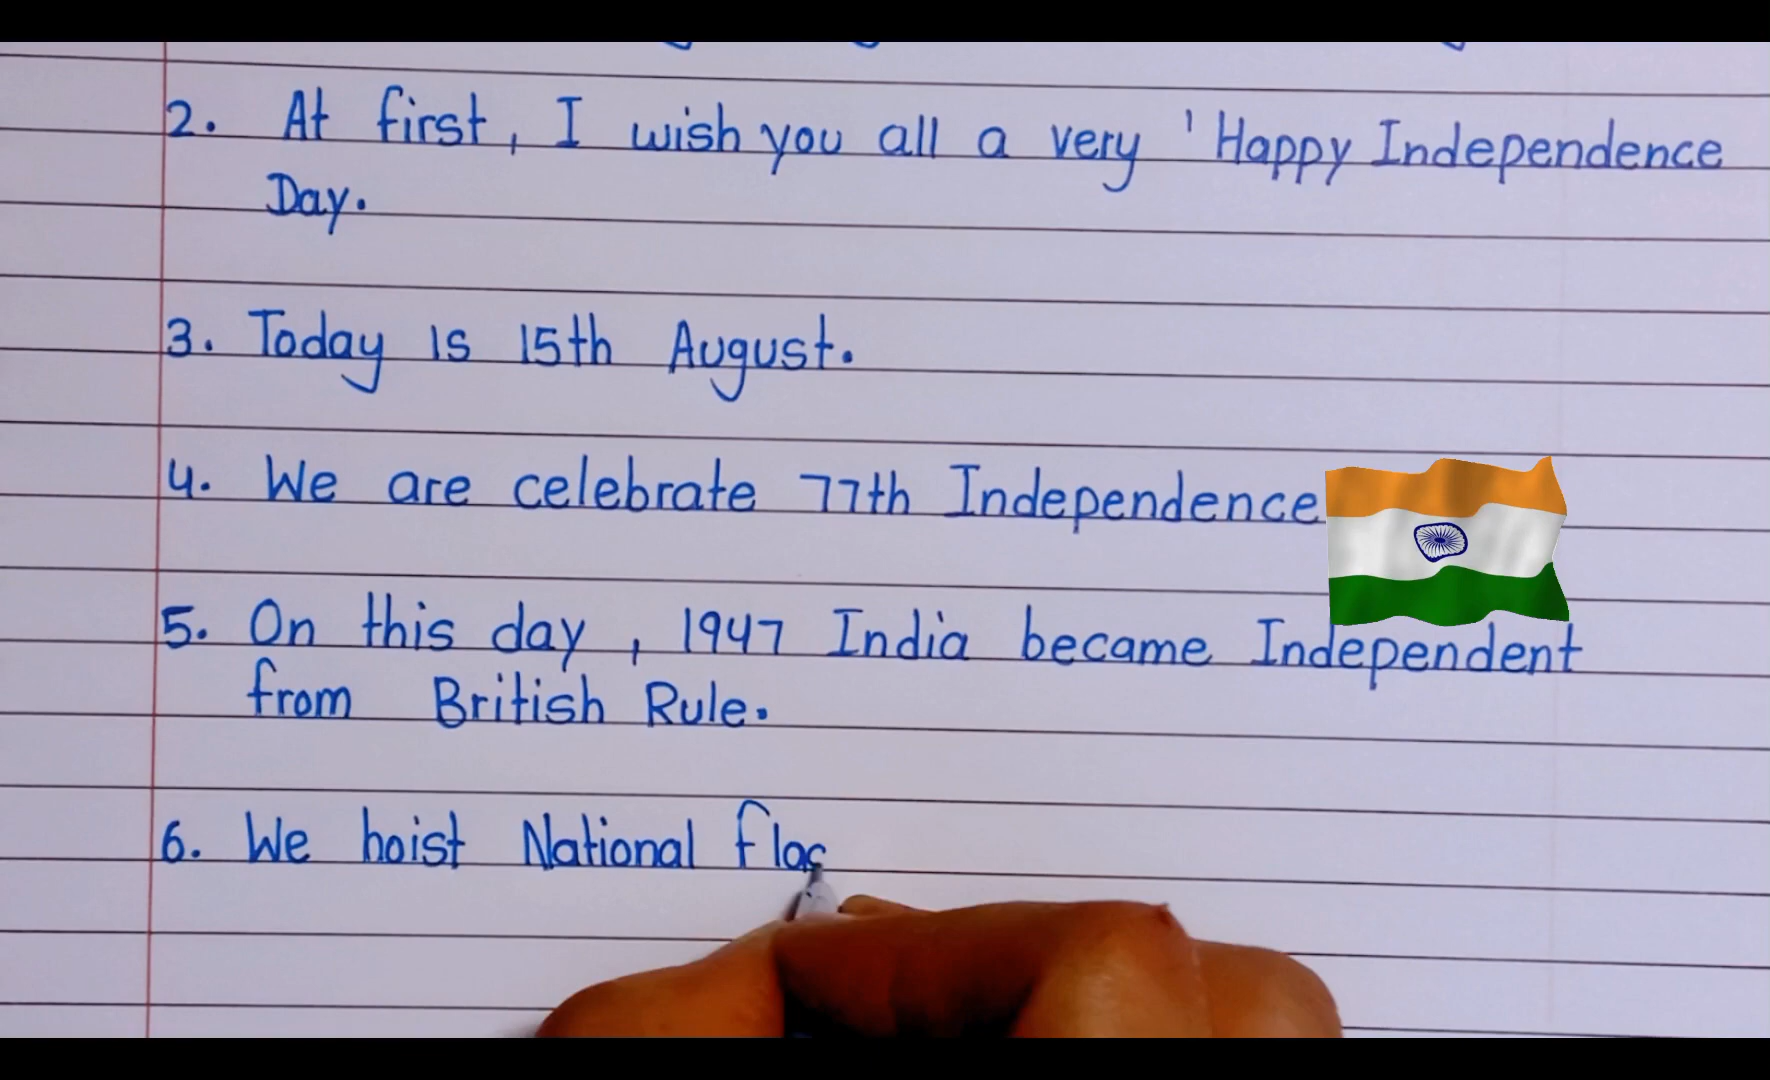 2. At first, I wish you all a very ' Happy Independence
Day.
3. Today is 15th August.
4. We are celebrate 77th Independence
5. On this day, 1947 India became Independent
from British Rule.
6. We hoist National flag